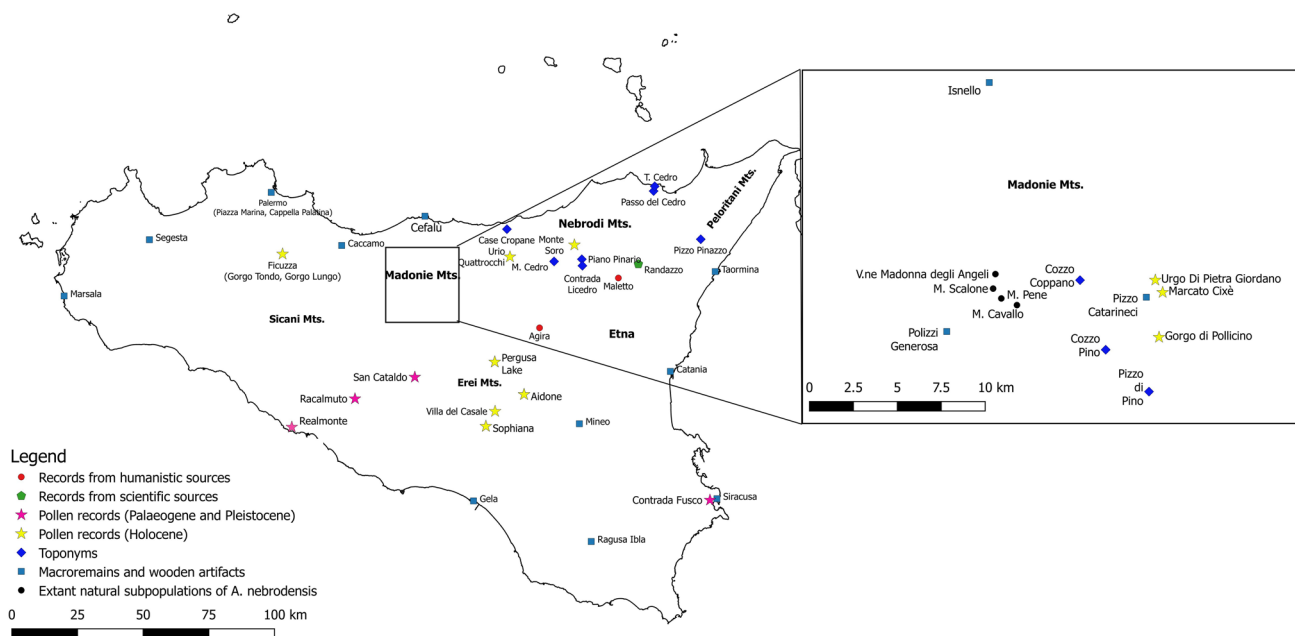 Isnello
Madonie Mts.
V.ne Madonna degli Angeli
M. Scalone
M. Pene
M. Cavallo
Cozzo
Coppano
Urgo Di Pietra Giordano
Marcato Cixè
Pizzo
Catarineci
Polizzi
Generosa
Gorgo di Pollicino
Cozzo
Pino
Pizzo
di
Pino
0 2.5 5 7.5 10 km
T. Cedro
Passo del Cedro
Peloritani Mts.
Palermo
(Piazza Marina, Cappella Palatina)
Cefalù
Nebrodi Mts.
Segesta
Caccamo
Case Cropane
Urio
Quattrocchi
Monte
Soro
Pizzo Pinazzo
Ficuzza
(Gorgo Tondo, Gorgo Lungo)
Madonie Mts.
M. Cedro
Piano Pinario
Contrada
Licedro
Randazzo
Maletto
Taormina
Marsala
Sicani Mts.
Agira
Etna
Pergusa
Lake
Catania
San Cataldo
Erei Mts.
Racalmuto
Aidone
Villa del Casale
Sophiana
Realmonte
Mineo
Gela
Contrada Fusco
Siracusa
Ragusa Ibla
Legend
Records from humanistic sources
Records from scientific sources
Pollen records (Palaeogene and Pleistocene)
Pollen records (Holocene)
Toponyms
Macroremains and wooden artifacts
Extant natural subpopulations of A. nebrodensis
0 25 50 75 100 km